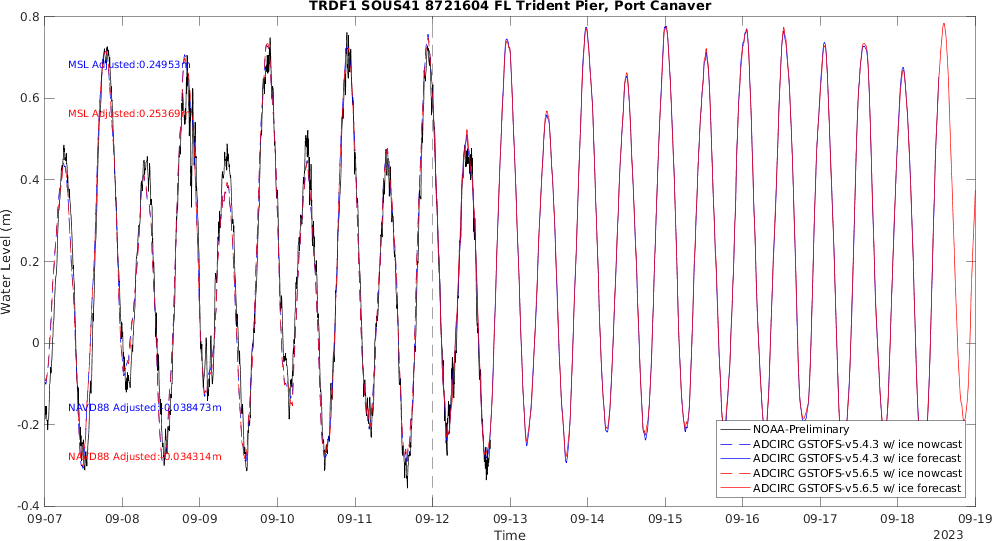 TRDF1 SOUS41 8721604 FL Trident Pier, Port Canaver
0.8
0.6
0.4
0.2
0
-0.2
-0.4
Water Level (m)
MSL Adjusted:0.24953m
MSL Adjusted:0.25369m
NAVD88 Adjusted:-0.038473m
NAVD88 Adjusted:-0.034314m
NOAA-Preliminary
ADCIRC GSTOFS-v5.4.3 w/ ice nowcast
ADCIRC GSTOFS-v5.4.3 w/ ice forecast
ADCIRC GSTOFS-v5.6.5 w/ ice nowcast
ADCIRC GSTOFS-v5.6.5 w/ ice forecast
09-07 09-08 09-09 09-10 09-11 09-12 09-13 09-14 09-15 09-16 09-17 09-18 09-19
Time
2023